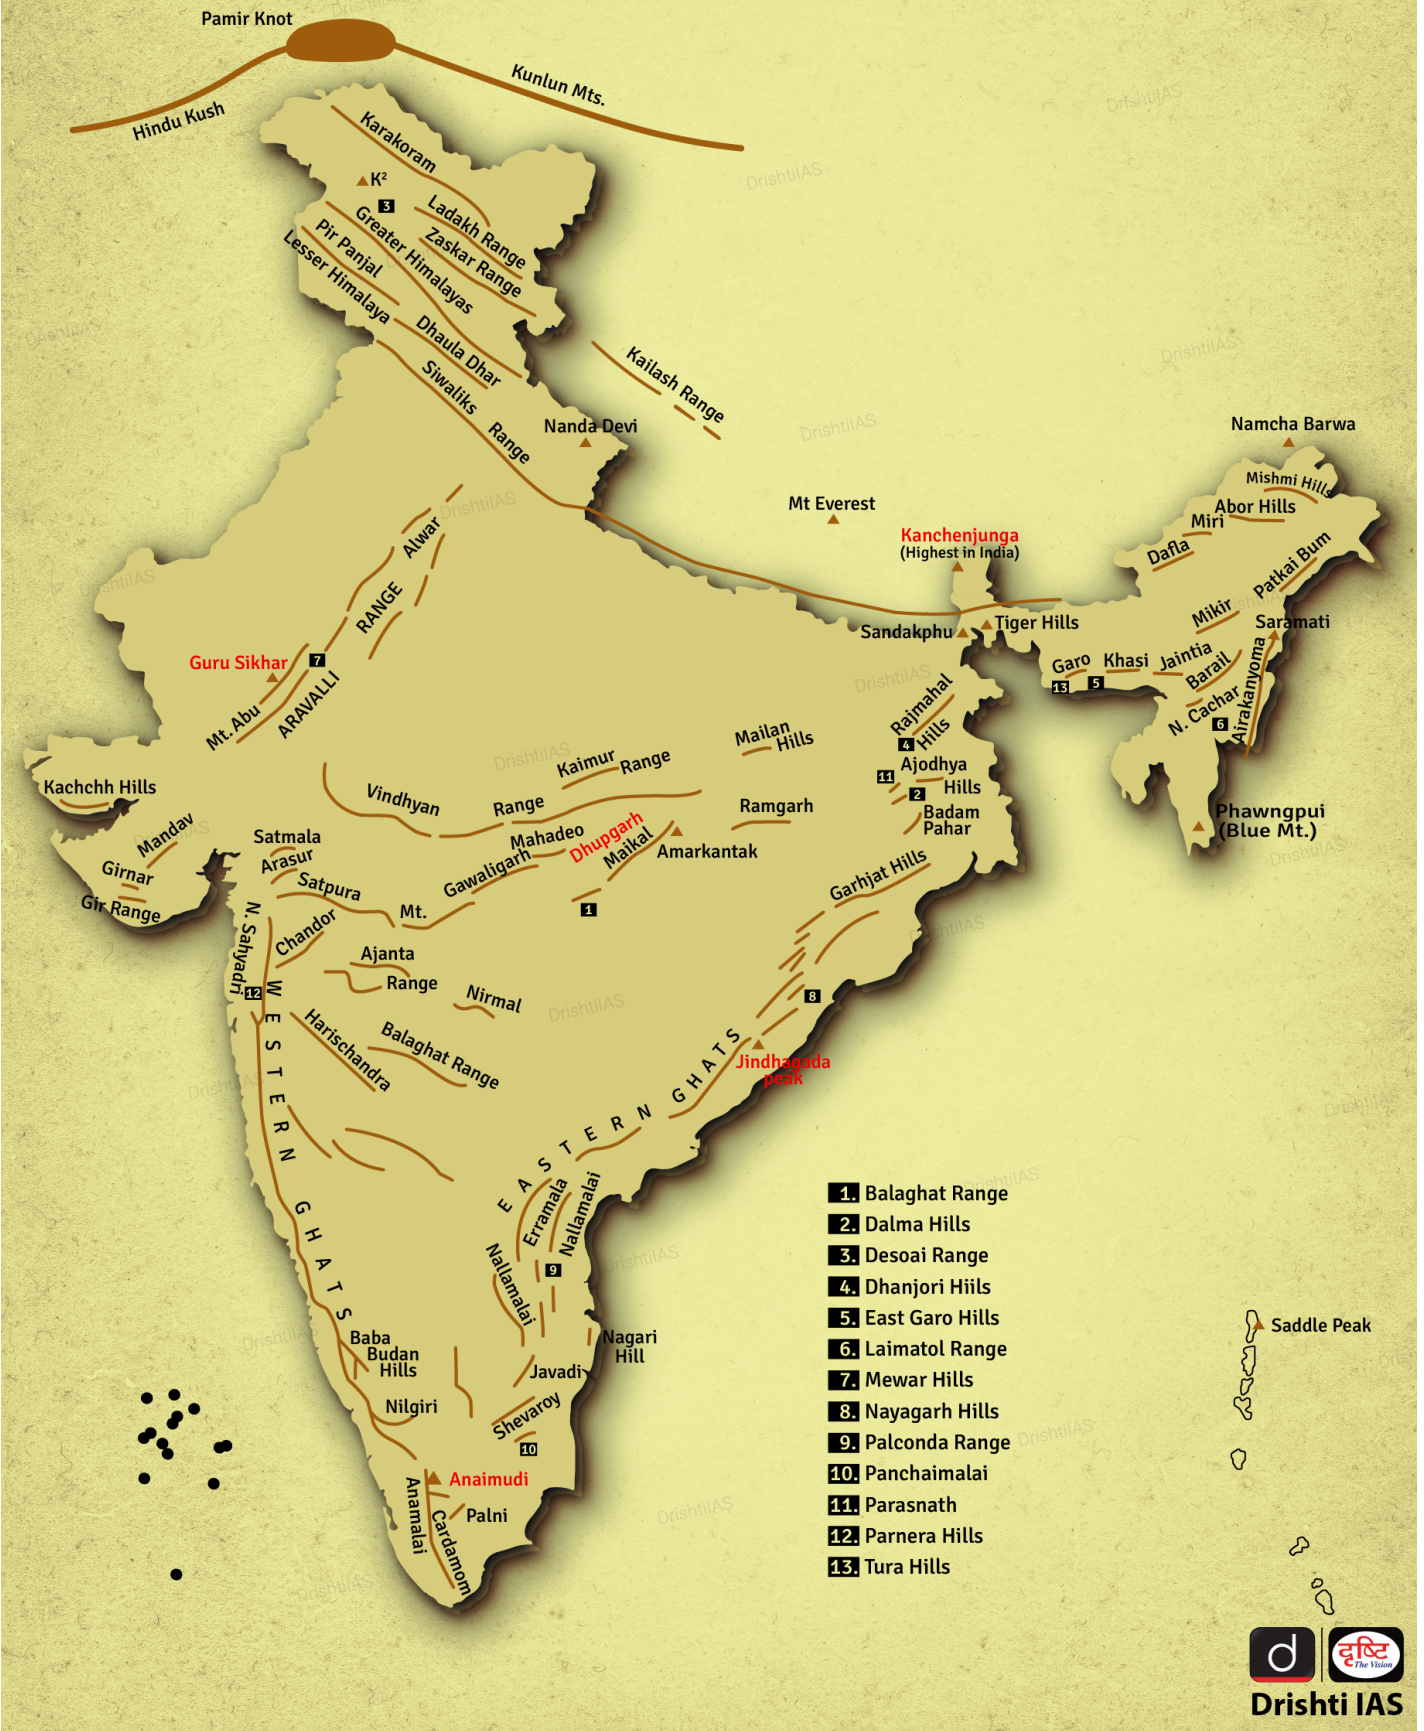 Pamir Knot
Hindu Kush
Kunlun Mts.
Karakoram
K²
3
Ladakh Range
Zaskar Range
Greater Himalayas
Pir Panjal
Lesser Himalaya
Dhaula Dhar
Siwaliks
Range
Kailash Range
Nanda Devi
Mt Everest
Kanchenjunga
(Highest in India)
Namcha Barwa
Mishmi Hills
Abor Hills
Miri
Dafla
Patkai Bum
Mikir
Saramati
Sandakphu
Tiger Hills
Garo
Khasi
Jaintia
Barail
N. Cachar
Airakanyoma
13
5
6
Phawngpui
(Blue Mt.)
Alwar
RANGE
Guru Sikhar
7
Mt. Abu
ARAVALLI
Rajmahal
Hills
4
Ajodhya
Hills
11
2
Badam
Pahar
Mailan
Hills
Kaimur
Range
Kachchh Hills
Vindhyan
Range
Ramgarh
Mandav
Girnar
Gir Range
Satmala
Arasur
Satpura
Mahadeo
Dhupgarh
Maikal
Amarkantak
Gawaligarh
Mt.
1
Garhjat Hills
N. Sahyadri
Chandor
Ajanta
Range
Nirmal
12
Harischandra
Balaghat Range
8
Jindhagada
peak
WESTERN GHATS
EASTERN GHATS
Erramala
Nallamalai
Nallamalai
9
Baba
Budan
Hills
Nagari
Hill
Javadi
Nilgiri
Shevaroy
10
Anaimudi
Anamalai
Palni
Cardamom
1. Balaghat Range
2. Dalma Hills
3. Desoai Range
4. Dhanjori Hiils
5. East Garo Hills
6. Laimatol Range
7. Mewar Hills
8. Nayagarh Hills
9. Palconda Range
10. Panchaimalai
11. Parasnath
12. Parnera Hills
13. Tura Hills
Saddle Peak
d
दृष्टि
The Vision
Drishti IAS
DrishtiIAS